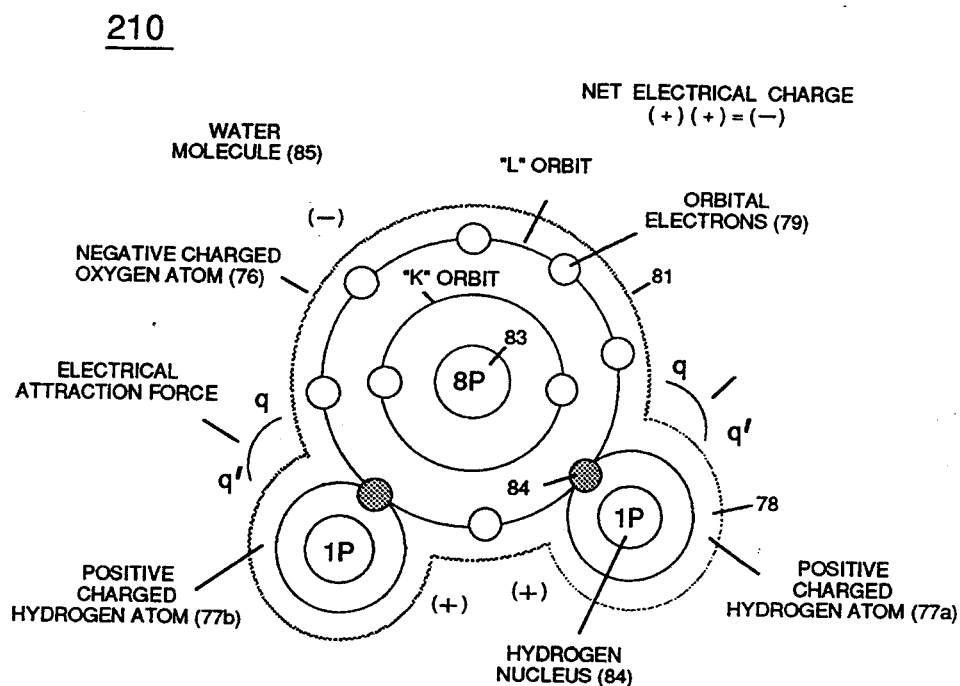 210
NET ELECTRICAL CHARGE
(+) (+) = (—)
WATER
MOLECULE (85)
"L" ORBIT
(—)
ORBITAL
ELECTRONS (79)
NEGATIVE CHARGED
OXYGEN ATOM (76)
"K" ORBIT
81
83
8P
ELECTRICAL
ATTRACTION FORCE
q
q'
q
q'
84
78
1P
1P
POSITIVE
CHARGED
HYDROGEN ATOM (77b)
(+)
(+)
POSITIVE
CHARGED
HYDROGEN ATOM (77a)
HYDROGEN
NUCLEUS (84)